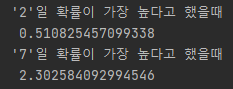 '2'일 확률이 가장 높다고 했을때
0.510825457099338
'7'일 확률이 가장 높다고 했을때
2.302584092994546